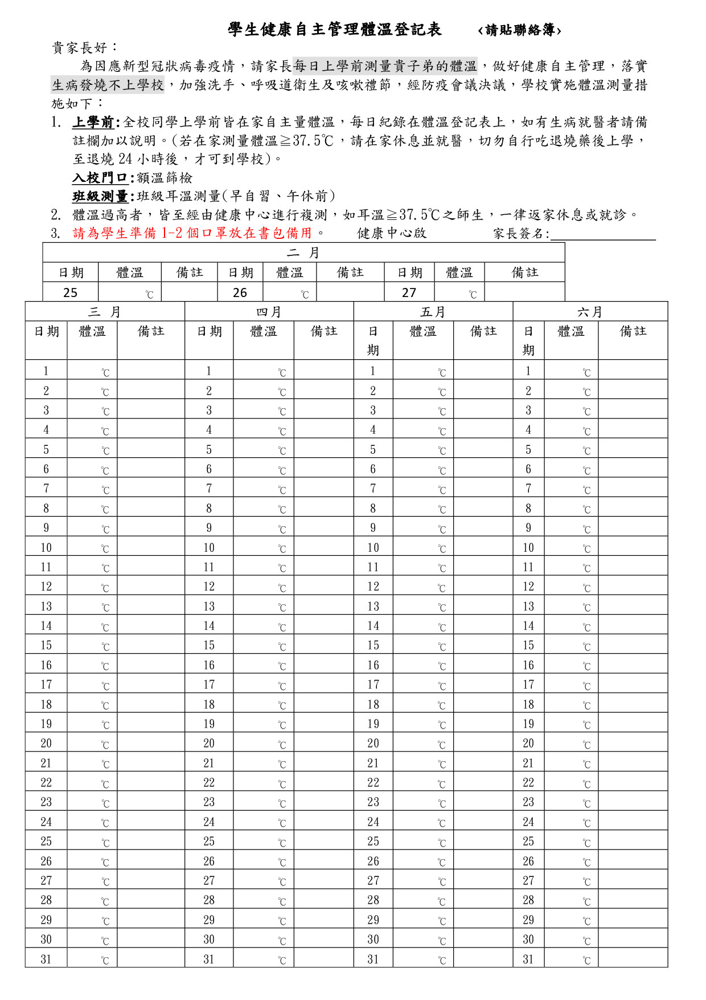 學生健康自主管理體溫登記表 〈請貼聯絡簿〉
貴家長好：
為因應新型冠狀病毒疫情，請家長每日上學前測量貴子弟的體溫，做好健康自主管理，落實
生病發燒不上學校，加強洗手、呼吸道衛生及咳嗽禮節，經防疫會議決議，學校實施體溫測量措
施如下：
1. 上學前:全校同學上學前皆在家自主量體溫，每日紀錄在體溫登記表上，如有生病就醫者請備
註欄加以說明。(若在家測量體溫≧37.5℃，請在家休息並就醫，切勿自行吃退燒藥後上學，
至退燒 24 小時後，才可到學校)。
入校門口:額溫篩檢
班級測量:班級耳溫測量(早自習、午休前)
2. 體溫過高者，皆至經由健康中心進行複測，如耳溫≧37.5℃之師生，一律返家休息或就診。
3. 請為學生準備 1-2 個口罩放在書包備用。 健康中心啟 家長簽名:
二 月
日期 體溫 備註 日期 體溫 備註 日期 體溫 備註
25 ℃ 26 ℃ 27 ℃
三 月 四月 五月 六月
日期 體溫 備註 日期 體溫 備註 日期 體溫 備註 日期 體溫 備註
1 ℃ 1 ℃ 1 ℃ 1 ℃
2 ℃ 2 ℃ 2 ℃ 2 ℃
3 ℃ 3 ℃ 3 ℃ 3 ℃
4 ℃ 4 ℃ 4 ℃ 4 ℃
5 ℃ 5 ℃ 5 ℃ 5 ℃
6 ℃ 6 ℃ 6 ℃ 6 ℃
7 ℃ 7 ℃ 7 ℃ 7 ℃
8 ℃ 8 ℃ 8 ℃ 8 ℃
9 ℃ 9 ℃ 9 ℃ 9 ℃
10 ℃ 10 ℃ 10 ℃ 10 ℃
11 ℃ 11 ℃ 11 ℃ 11 ℃
12 ℃ 12 ℃ 12 ℃ 12 ℃
13 ℃ 13 ℃ 13 ℃ 13 ℃
14 ℃ 14 ℃ 14 ℃ 14 ℃
15 ℃ 15 ℃ 15 ℃ 15 ℃
16 ℃ 16 ℃ 16 ℃ 16 ℃
17 ℃ 17 ℃ 17 ℃ 17 ℃
18 ℃ 18 ℃ 18 ℃ 18 ℃
19 ℃ 19 ℃ 19 ℃ 19 ℃
20 ℃ 20 ℃ 20 ℃ 20 ℃
21 ℃ 21 ℃ 21 ℃ 21 ℃
22 ℃ 22 ℃ 22 ℃ 22 ℃
23 ℃ 23 ℃ 23 ℃ 23 ℃
24 ℃ 24 ℃ 24 ℃ 24 ℃
25 ℃ 25 ℃ 25 ℃ 25 ℃
26 ℃ 26 ℃ 26 ℃ 26 ℃
27 ℃ 27 ℃ 27 ℃ 27 ℃
28 ℃ 28 ℃ 28 ℃ 28 ℃
29 ℃ 29 ℃ 29 ℃ 29 ℃
30 ℃ 30 ℃ 30 ℃ 30 ℃
31 ℃ 31 ℃ 31 ℃ 31 ℃